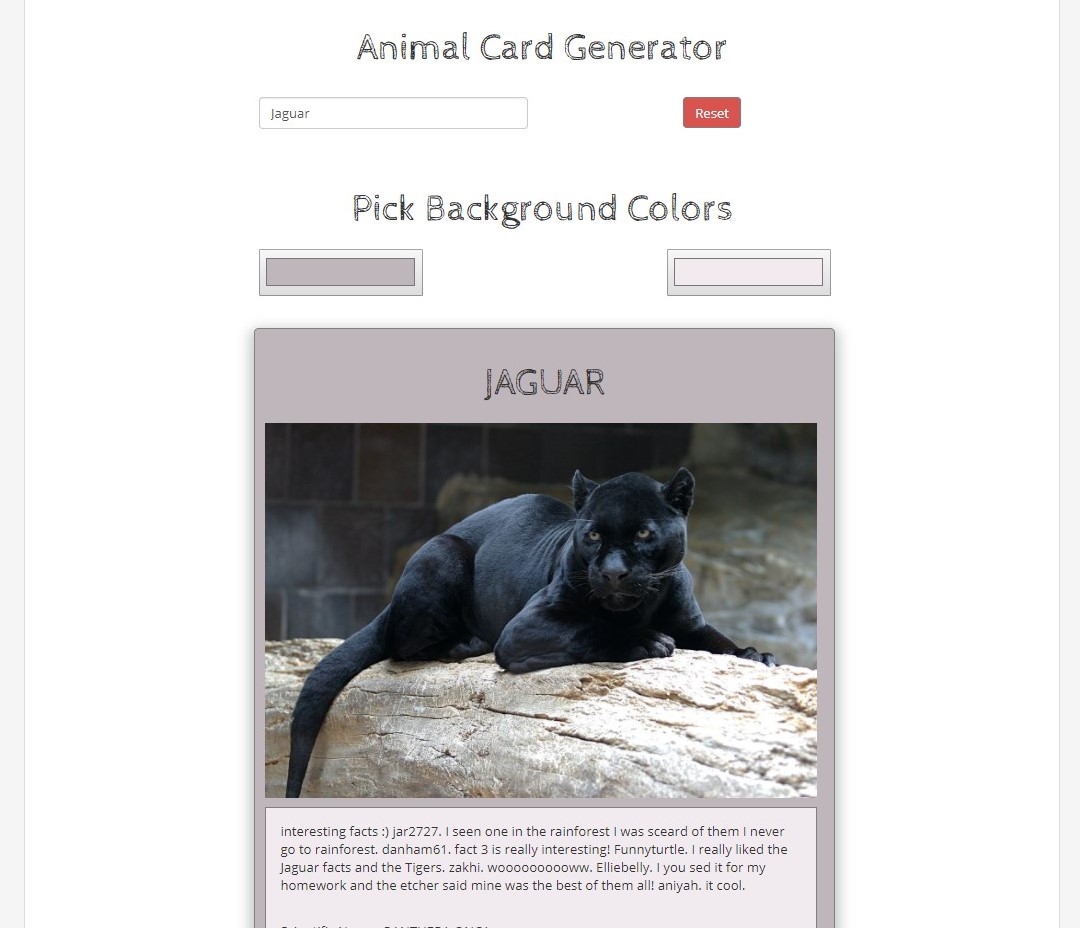 Animal Card Generator
Jaguar
Reset
Pick Background Colors
JAGUAR
interesting facts :) jar2727. I seen one in the rainforest I was sceard of them I never
go to rainforest. danham61. fact 3 is really interesting! Funnyturtle. I really liked the
Jaguar facts and the Tigers. zakhi. woooooooooww. Elliebelly. I you sed it for my
homework and the etcher said mine was the best of them all! aniyah. it cool.